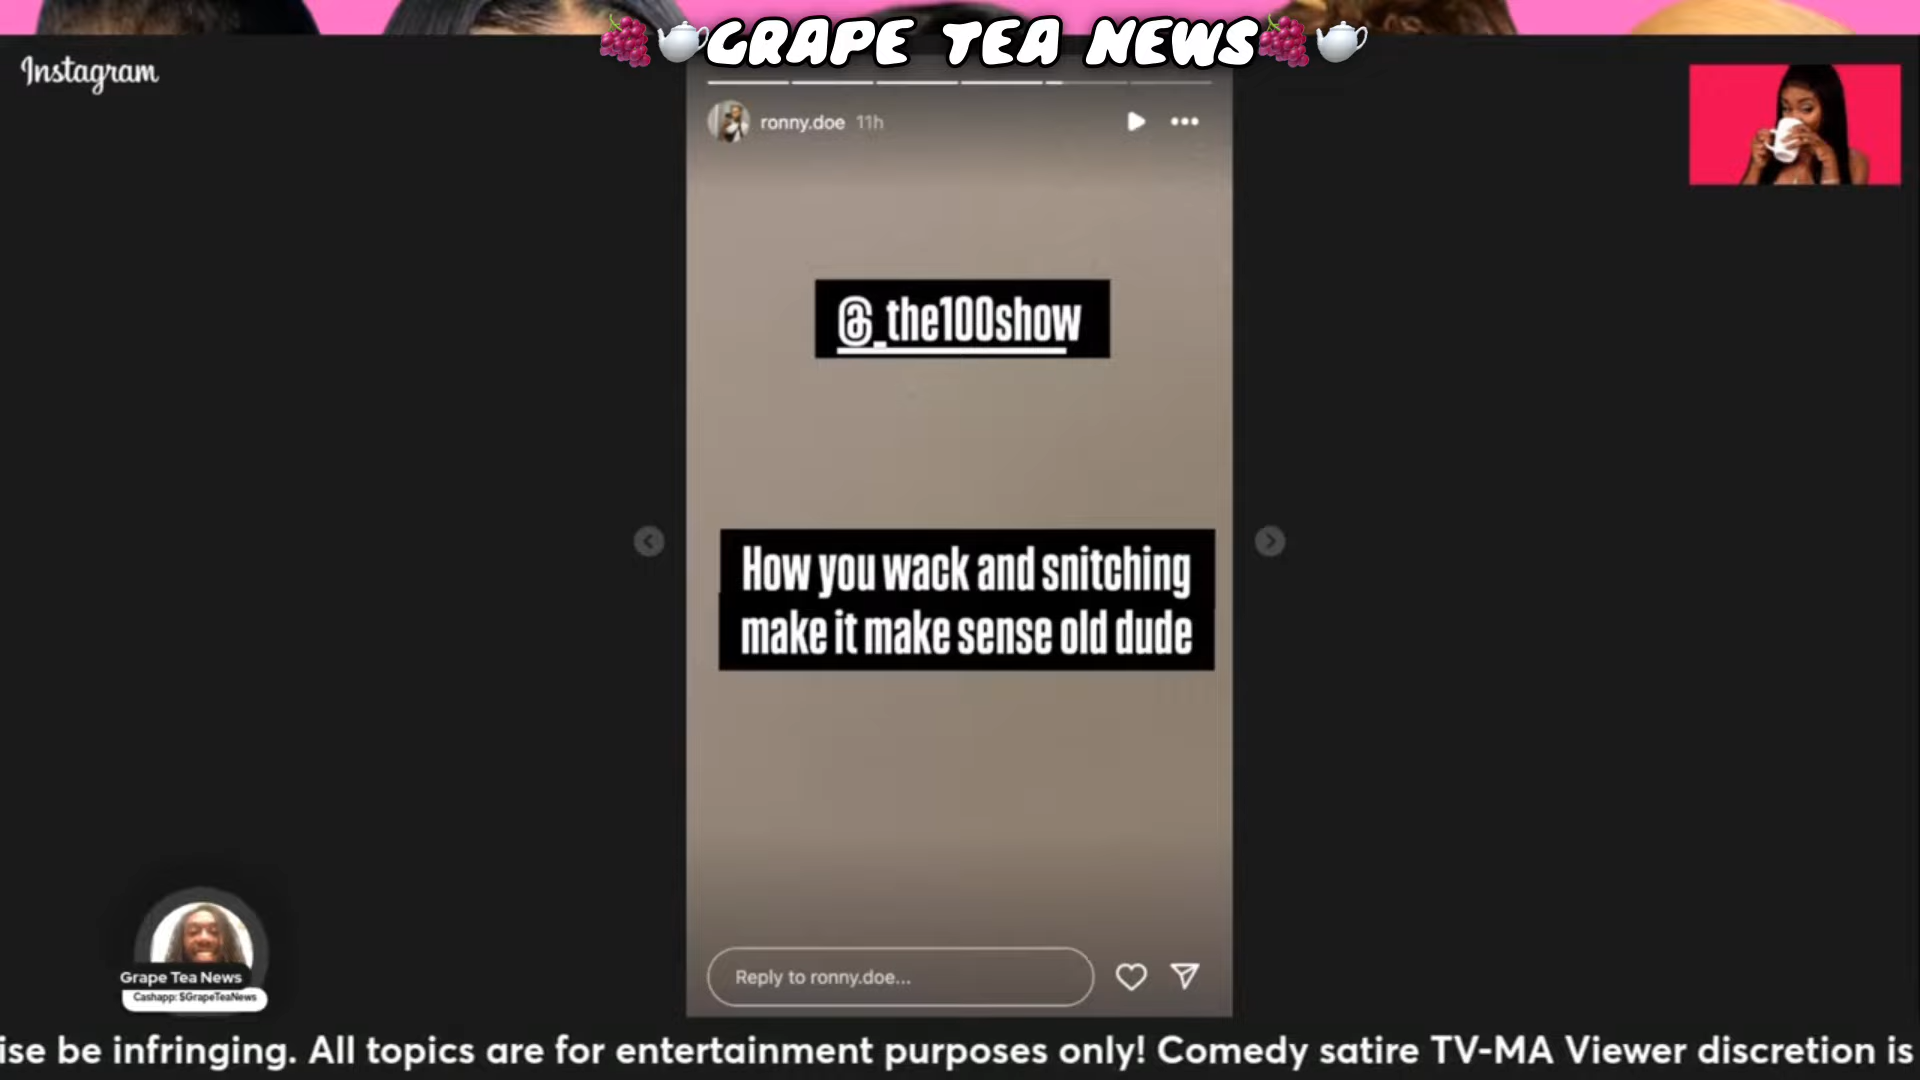 🍇🫖GRAPE TEA NEWS🍇🫖
Instagram
ronny.doe 11h
@_the100show
How you wack and snitching
make it make sense old dude
Reply to ronny.doe...
Grape Tea News
Cashapp: $GrapeTeaNews
ise be infringing. All topics are for entertainment purposes only! Comedy satire TV-MA Viewer discretion is